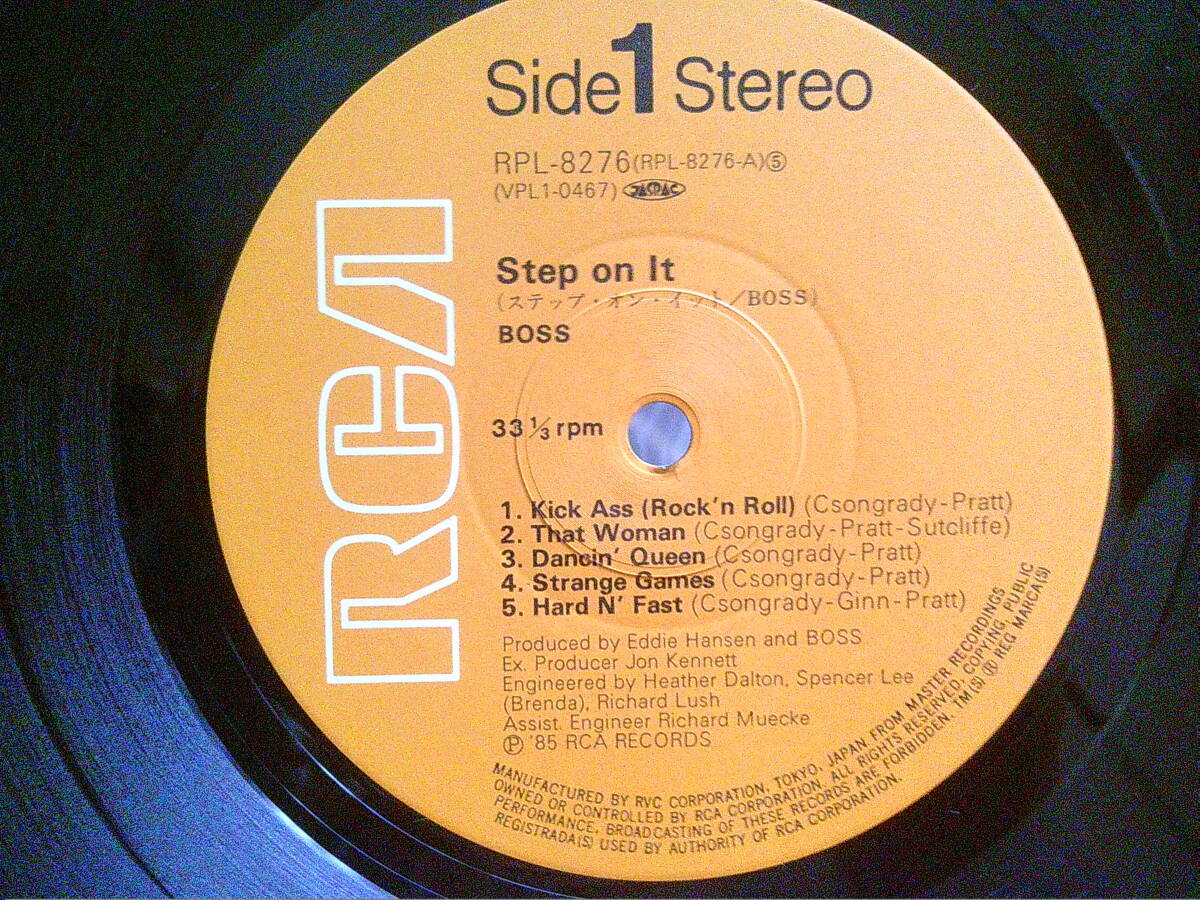 Side 1 Stereo
RPL-8276(RPL-8276-A)⑤
(VPL1-0467) JASRAC
Step on It
(ステップ・オン・イット/BOSS)
BOSS
33 1/3 rpm
RCA
1. Kick Ass (Rock'n Roll) (Csongrady-Pratt)
2. That Woman (Csongrady-Pratt-Sutcliffe)
3. Dancin' Queen (Csongrady-Pratt)
4. Strange Games (Csongrady-Pratt)
5. Hard N' Fast (Csongrady-Ginn-Pratt)
Produced by Eddie Hansen and BOSS
Ex. Producer Jon Kennett
Engineered by Heather Dalton, Spencer Lee
(Brenda), Richard Lush
Assist. Engineer Richard Muecke
Ⓟ '85 RCA RECORDS
MANUFACTURED BY RVC CORPORATION, TOKYO, JAPAN FROM MASTER RECORDINGS
OWNED OR CONTROLLED BY RCA CORPORATION. ALL RIGHTS RESERVED, COPYING, PUBLIC
PERFORMANCE, BROADCASTING OF THESE RECORDS ARE FORBIDDEN. TM(S) ® REG MARCA(S)
REGISTRADA(S) USED BY AUTHORITY OF RCA CORPORATION.